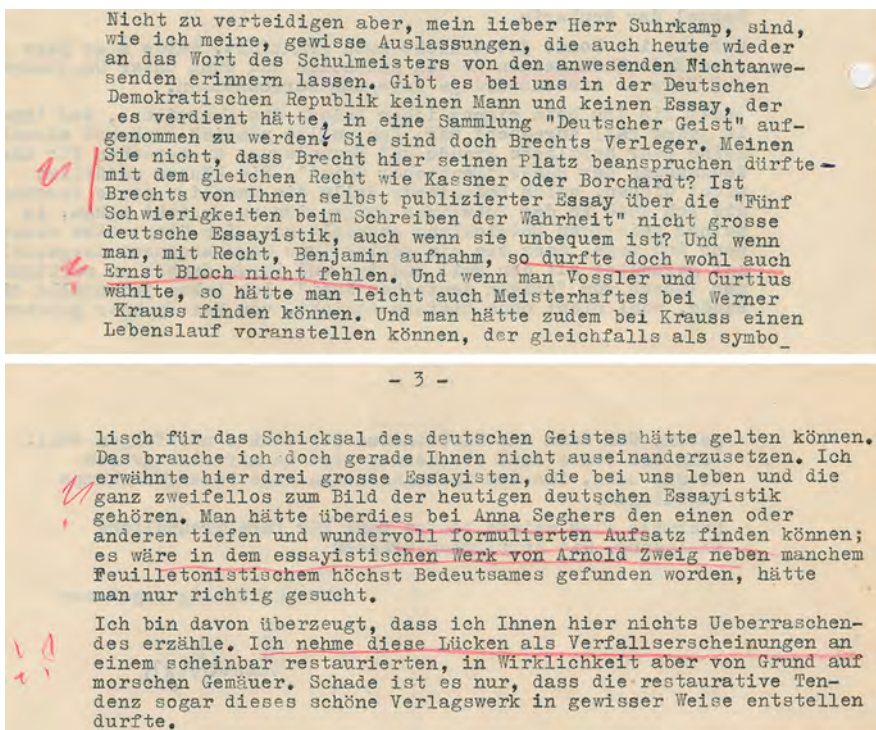 Nicht zu verteidigen aber, mein lieber Herr Suhrkamp, sind,
wie ich meine, gewisse Auslassungen, die auch heute wieder
an das Wort des Schulmeisters von den anwesenden Nichtanwe-
senden erinnern lassen. Gibt es bei uns in der Deutschen
Demokratischen Republik keinen Mann und keinen Essay, der
es verdient hätte, in eine Sammlung "Deutscher Geist" auf-
genommen zu werden? Sie sind doch Brechts Verleger. Meinen
Sie nicht, dass Brecht hier seinen Platz beanspruchen dürfte-
mit dem gleichen Recht wie Kassner oder Borchardt? Ist
Brechts von Ihnen selbst publizierter Essay über die "Fünf
Schwierigkeiten beim Schreiben der Wahrheit" nicht grosse
deutsche Essayistik, auch wenn sie unbequem ist? Und wenn
man, mit Recht, Benjamin aufnahm, so durfte doch wohl auch
Ernst Bloch nicht fehlen. Und wenn man Vossler und Curtius
wählte, so hätte man leicht auch Meisterhaftes bei Werner
Krauss finden können. Und man hätte zudem bei Krauss einen
Lebenslauf voranstellen können, der gleichfalls als symbo_
- 3 -
lisch für das Schicksal des deutschen Geistes hätte gelten können.
Das brauche ich doch gerade Ihnen nicht auseinanderzusetzen. Ich
erwähnte hier drei grosse Essayisten, die bei uns leben und die
ganz zweifellos zum Bild der heutigen deutschen Essayistik
gehören. Man hätte überdies bei Anna Seghers den einen oder
anderen tiefen und wundervoll formulierten Aufsatz finden können;
es wäre in dem essayistischen Werk von Arnold Zweig neben manchem
Feuilletonistischem höchst Bedeutsames gefunden worden, hätte
man nur richtig gesucht.
Ich bin davon überzeugt, dass ich Ihnen hier nichts Ueberraschen-
des erzähle. Ich nehme diese Lücken als Verfallserscheinungen an
einem scheinbar restaurierten, in Wirklichkeit aber von Grund auf
morschen Gemäuer. Schade ist es nur, dass die restaurative Ten-
denz sogar dieses schöne Verlagswerk in gewisser Weise entstellen
durfte.